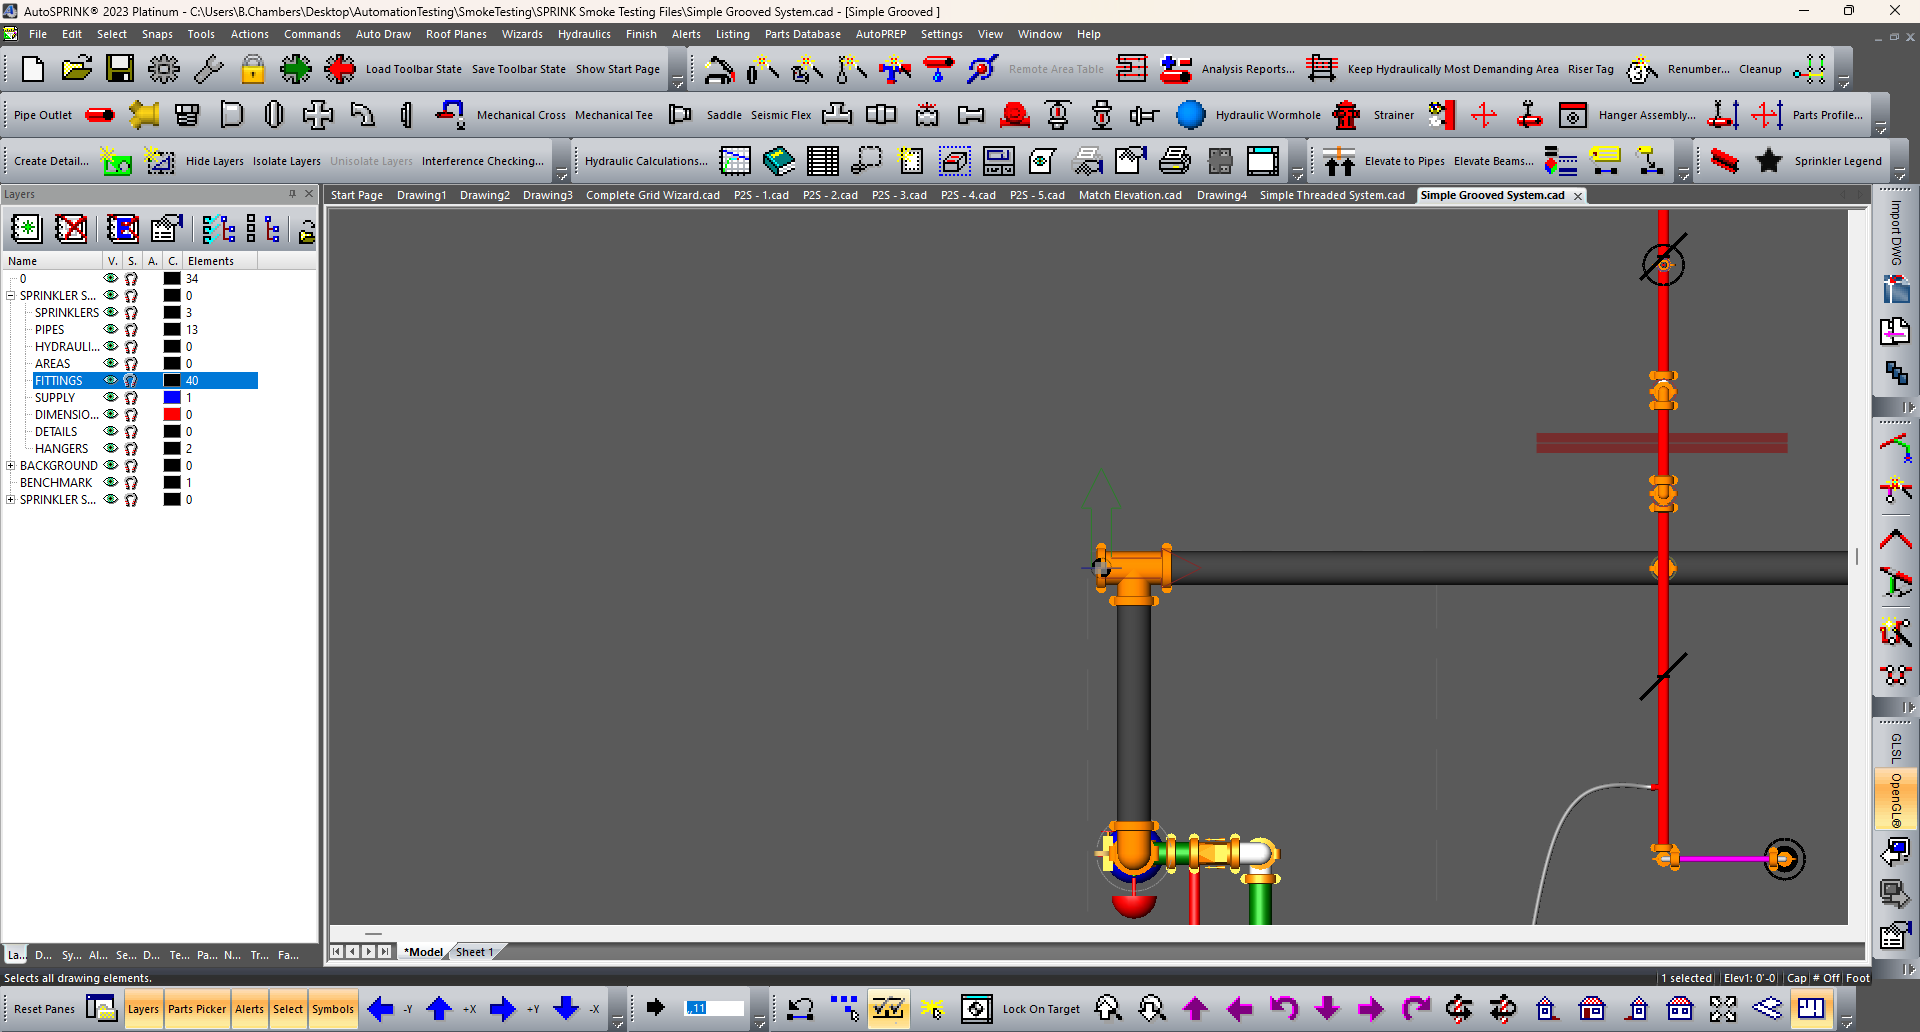 AutoSPRINK® 2023 Platinum - C:\Users\B.Chambers\Desktop\AutomationTesting\SmokeTesting\SPRINK Smoke Testing Files\Simple Grooved System.cad - [Simple Grooved ]
File Edit Select Snaps Tools Actions Commands Auto Draw Roof Planes Wizards Hydraulics Finish Alerts Listing Parts Database AutoPREP Settings View Window Help
Load Toolbar State Save Toolbar State Show Start Page Remote Area Table Analysis Reports... Keep Hydraulically Most Demanding Area Riser Tag Renumber... Cleanup
Pipe Outlet Mechanical Cross Mechanical Tee Saddle Seismic Flex Hydraulic Wormhole Strainer Hanger Assembly... Parts Profile...
Create Detail... Hide Layers Isolate Layers Unisolate Layers Interference Checking... Hydraulic Calculations... Elevate to Pipes Elevate Beams... Sprinkler Legend
Layers
Start Page Drawing1 Drawing2 Drawing3 Complete Grid Wizard.cad P2S - 1.cad P2S - 2.cad P2S - 3.cad P2S - 4.cad P2S - 5.cad Match Elevation.cad Drawing4 Simple Threaded System.cad Simple Grooved System.cad
Name V. S. A. C. Elements
0 34
SPRINKLER S... 0
SPRINKLERS 3
PIPES 13
HYDRAULI... 0
AREAS 0
FITTINGS 40
SUPPLY 1
DIMENSIO... 0
DETAILS 0
HANGERS 2
BACKGROUND 0
BENCHMARK 1
SPRINKLER S... 0
Import DWG
GLSL
OpenGL®
*Model Sheet 1
La... D... Sy... Al... Se... D... Te... Pa... N... Tr... Fa...
Selects all drawing elements.
1 selected Elev1: 0'-0 Cap # Off Foot
Reset Panes Layers Parts Picker Alerts Select Symbols -Y +X +Y -X ,,11 Lock On Target